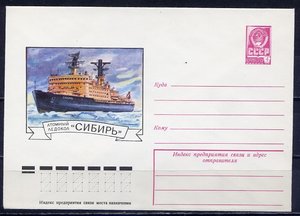 СССР
АТОМНЫЙ
ЛЕДОКОЛ
"СИБИРЬ"
Куда
Кому
Индекс предприятия связи и адрес
отправителя
Индекс предприятия связи места назначения